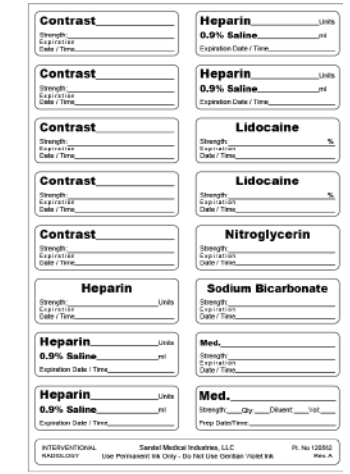 Contrast
Strength:
Expiration
Date / Time
Contrast
Strength:
Expiration
Date / Time
Contrast
Strength:
Expiration
Date / Time
Contrast
Strength:
Expiration
Date / Time
Contrast
Strength:
Expiration
Date / Time
Heparin
Strength: Units
Expiration
Date / Time
Heparin Units
0.9% Saline ml
Expiration Date / Time
Heparin Units
0.9% Saline ml
Expiration Date / Time
Heparin Units
0.9% Saline ml
Expiration Date / Time
Heparin Units
0.9% Saline ml
Expiration Date / Time
Lidocaine
Strength: %
Expiration
Date / Time
Lidocaine
Strength: %
Expiration
Date / Time
Nitroglycerin
Strength:
Expiration
Date / Time
Sodium Bicarbonate
Strength:
Expiration
Date / Time
Med.
Strength:
Expiration
Date / Time
Med.
Strength: Qty: Diluent: Vol:
Prep Date/Time:
INTERVENTIONAL
RADIOLOGY
Sandel Medical Industries, LLC
Use Permanent Ink Only - Do Not Use Gentian Violet Ink
Rev. A